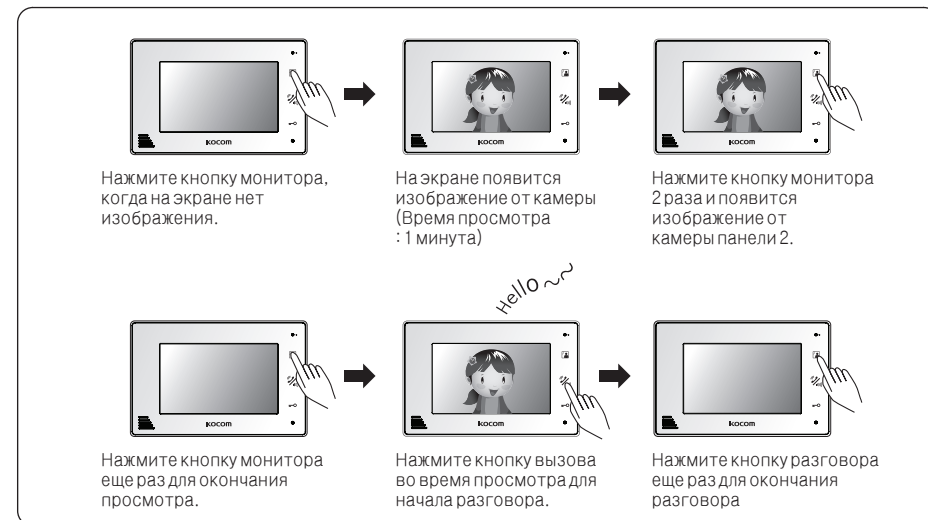 KOCOM
Нажмите кнопку монитора,
когда на экране нет
изображения.
KOCOM
На экране появится
изображение от камеры
(Время просмотра
: 1 минута)
KOCOM
Нажмите кнопку монитора
2 раза и появится
изображение от
камеры панели 2.
KOCOM
Нажмите кнопку монитора
еще раз для окончания
просмотра.
Hello
KOCOM
Нажмите кнопку вызова
во время просмотра для
начала разговора.
KOCOM
Нажмите кнопку разговора
еще раз для окончания
разговора